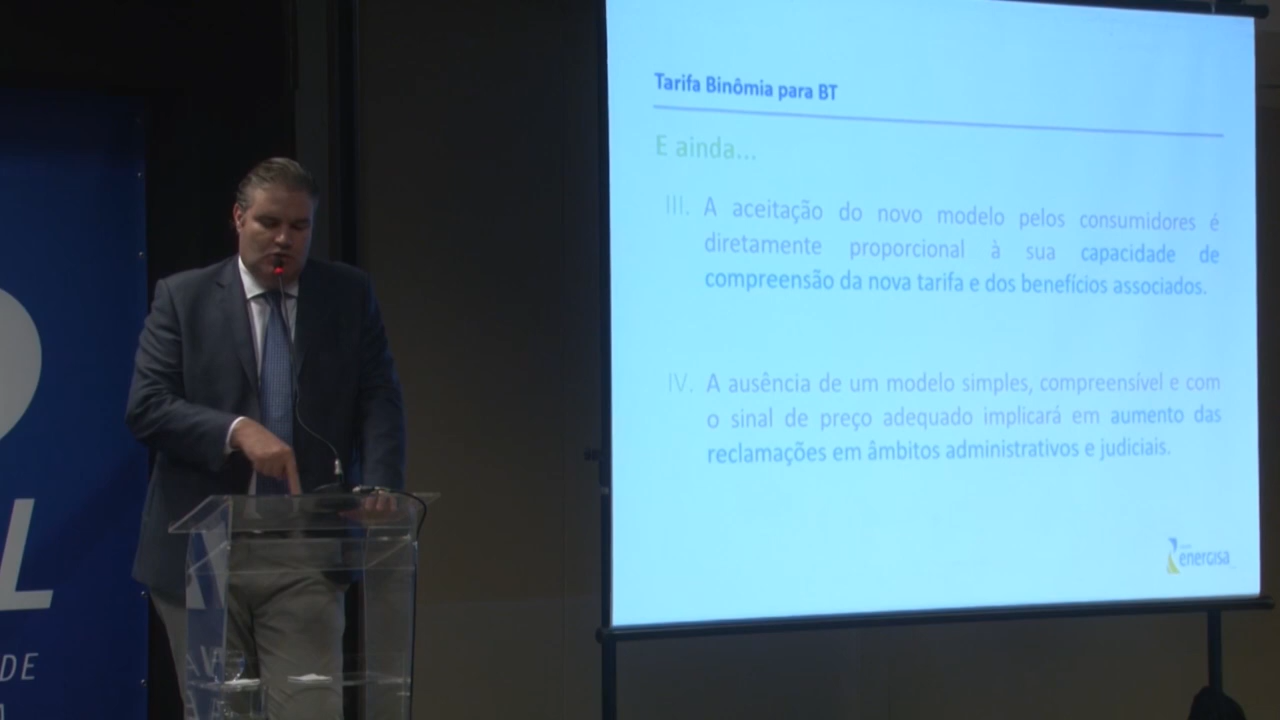 Tarifa Binômia para BT
E ainda...
III. A aceitação do novo modelo pelos consumidores é
diretamente proporcional à sua capacidade de
compreensão da nova tarifa e dos benefícios associados.
IV. A ausência de um modelo simples, compreensível e com
o sinal de preço adequado implicará em aumento das
reclamações em âmbitos administrativos e judiciais.
energisa
L
DE